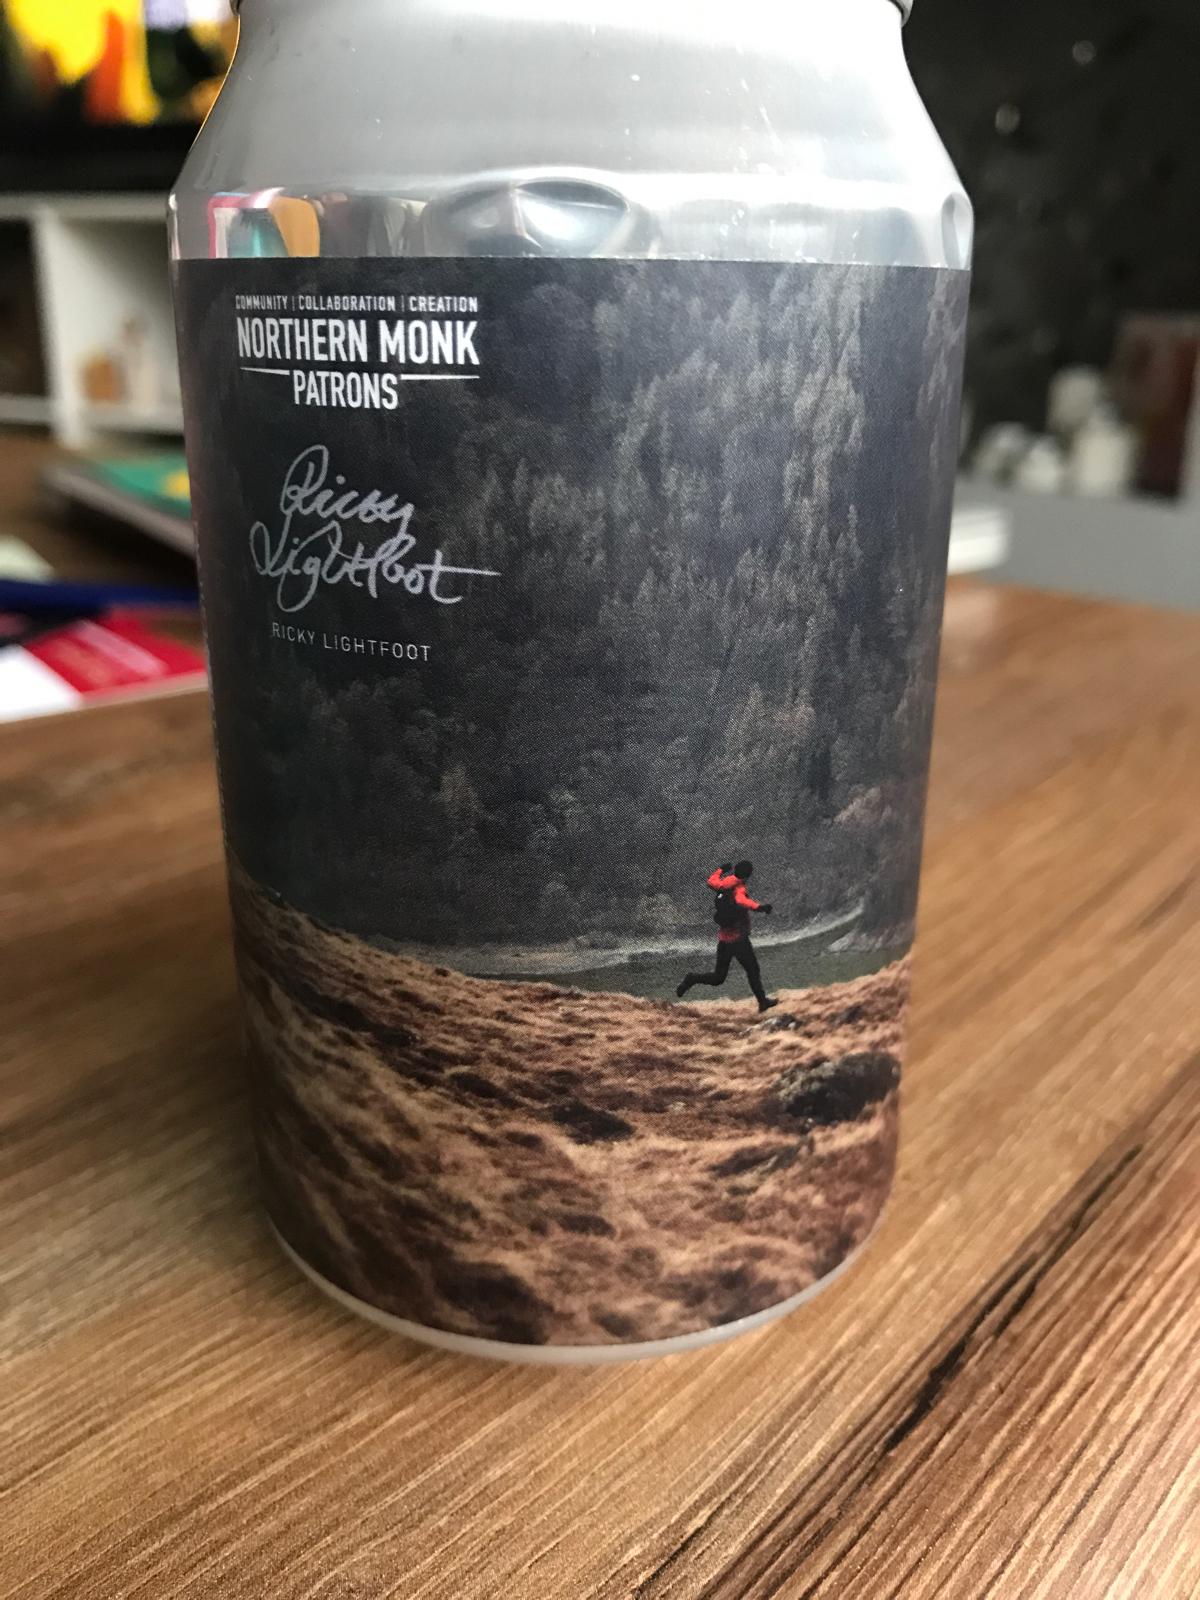 COMMUNITY | COLLABORATION | CREATION
NORTHERN MONK
PATRONS
Ricky
Lightfoot
RICKY LIGHTFOOT